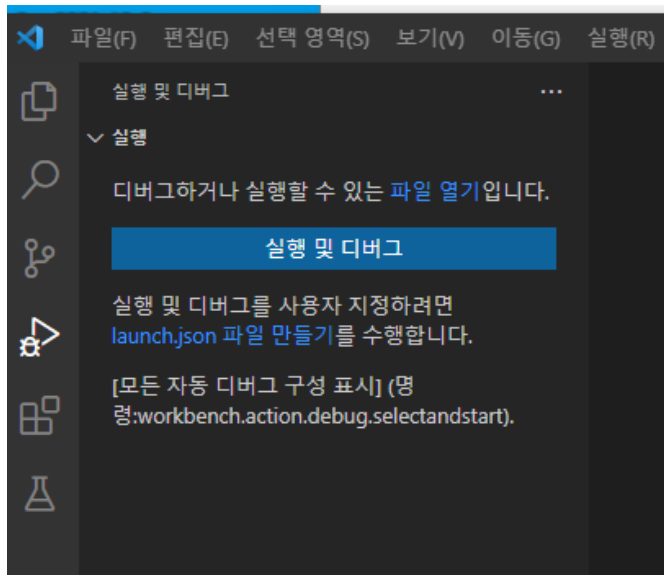 파일(F) 편집(E) 선택 영역(S) 보기(V) 이동(G) 실행(R)
실행 및 디버그 ...
실행
디버그하거나 실행할 수 있는 파일 열기입니다.
실행 및 디버그
실행 및 디버그를 사용자 지정하려면
launch.json 파일 만들기를 수행합니다.
[모든 자동 디버그 구성 표시] (명
령:workbench.action.debug.selectandstart).